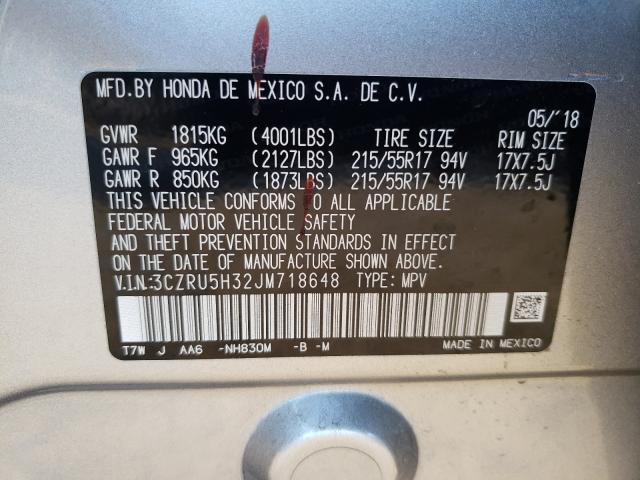 MFD.BY HONDA DE MEXICO S.A. DE C.V.
05/'18
GVWR 1815KG (4001LBS) TIRE SIZE RIM SIZE
GAWR F 965KG (2127LBS) 215/55R17 94V 17X7.5J
GAWR R 850KG (1873LBS) 215/55R17 94V 17X7.5J
THIS VEHICLE CONFORMS TO ALL APPLICABLE
FEDERAL MOTOR VEHICLE SAFETY
AND THEFT PREVENTION STANDARDS IN EFFECT
ON THE DATE OF MANUFACTURE SHOWN ABOVE.
V.I.N:3CZRU5H32JM718648 TYPE: MPV
T7W J AA6 -NH830M -B -M MADE IN MEXICO